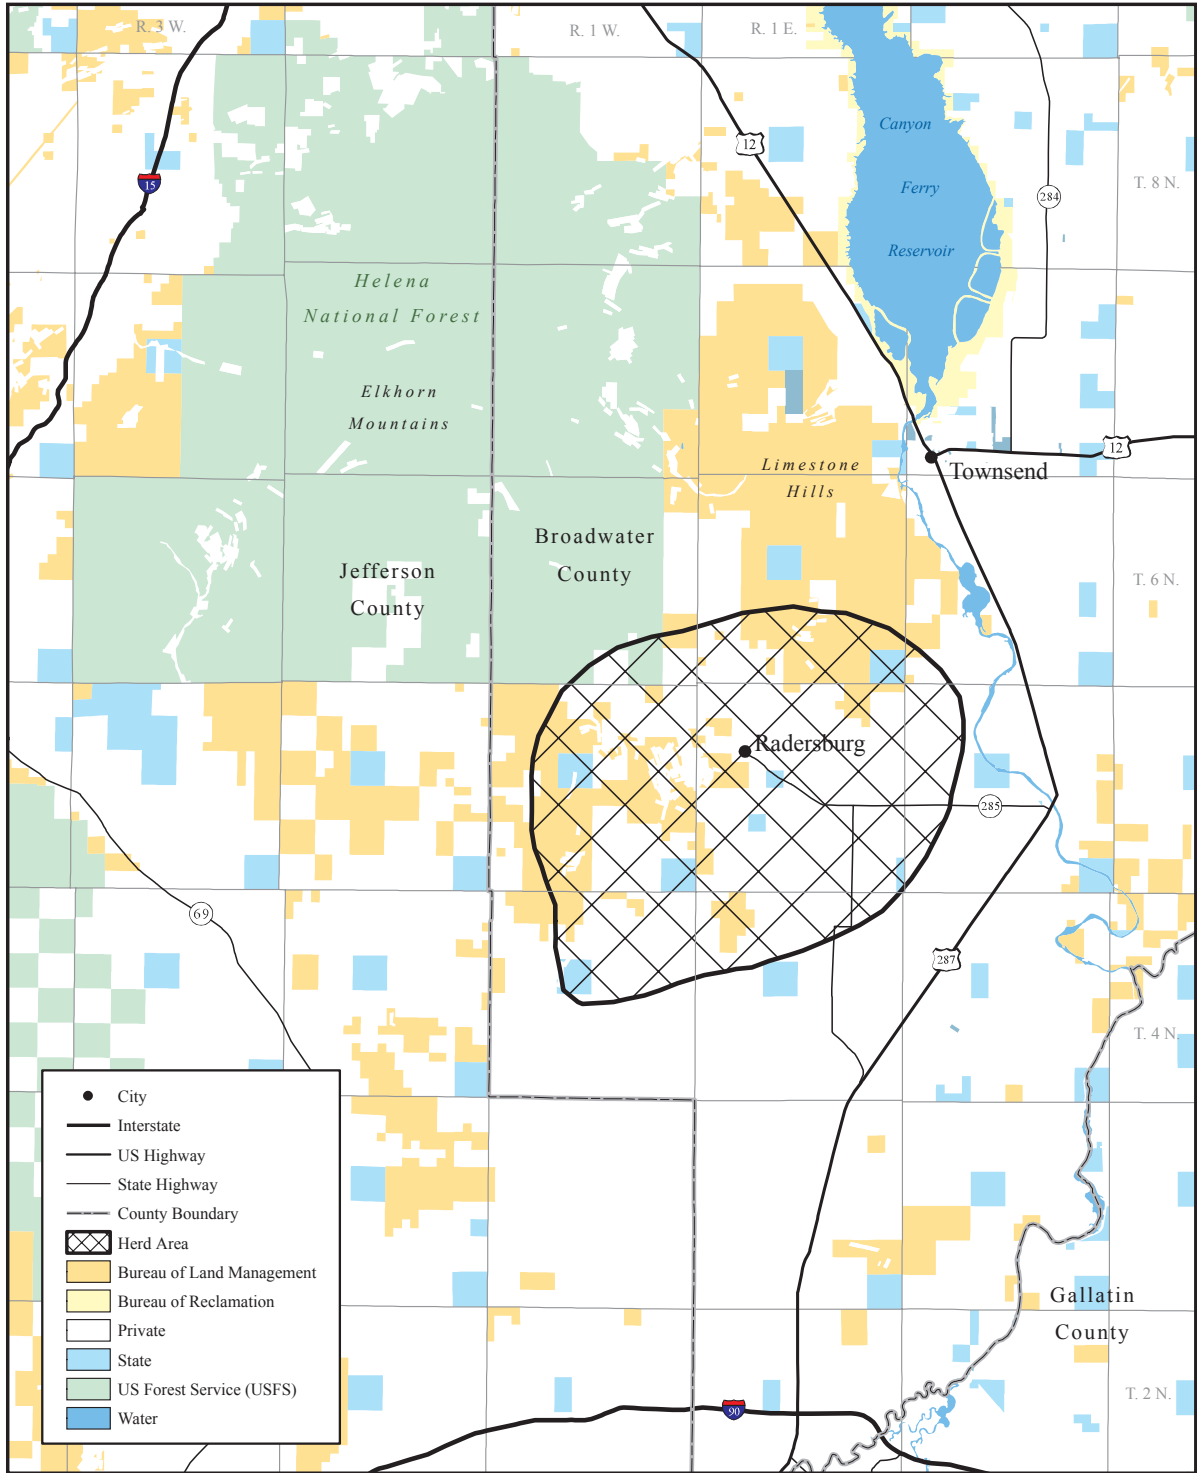 R. 3 W.
R. 1 W.
R. 1 E.
Canyon
Ferry
Reservoir
12
15
284
T. 8 N.
Helena
National Forest
Elkhorn
Mountains
Limestone
Hills
12
Townsend
Broadwater
County
Jefferson
County
T. 6 N.
Radersburg
285
69
287
T. 4 N.
City
Interstate
US Highway
State Highway
County Boundary
Herd Area
Bureau of Land Management
Bureau of Reclamation
Private
State
US Forest Service (USFS)
Water
Gallatin
County
T. 2 N.
90